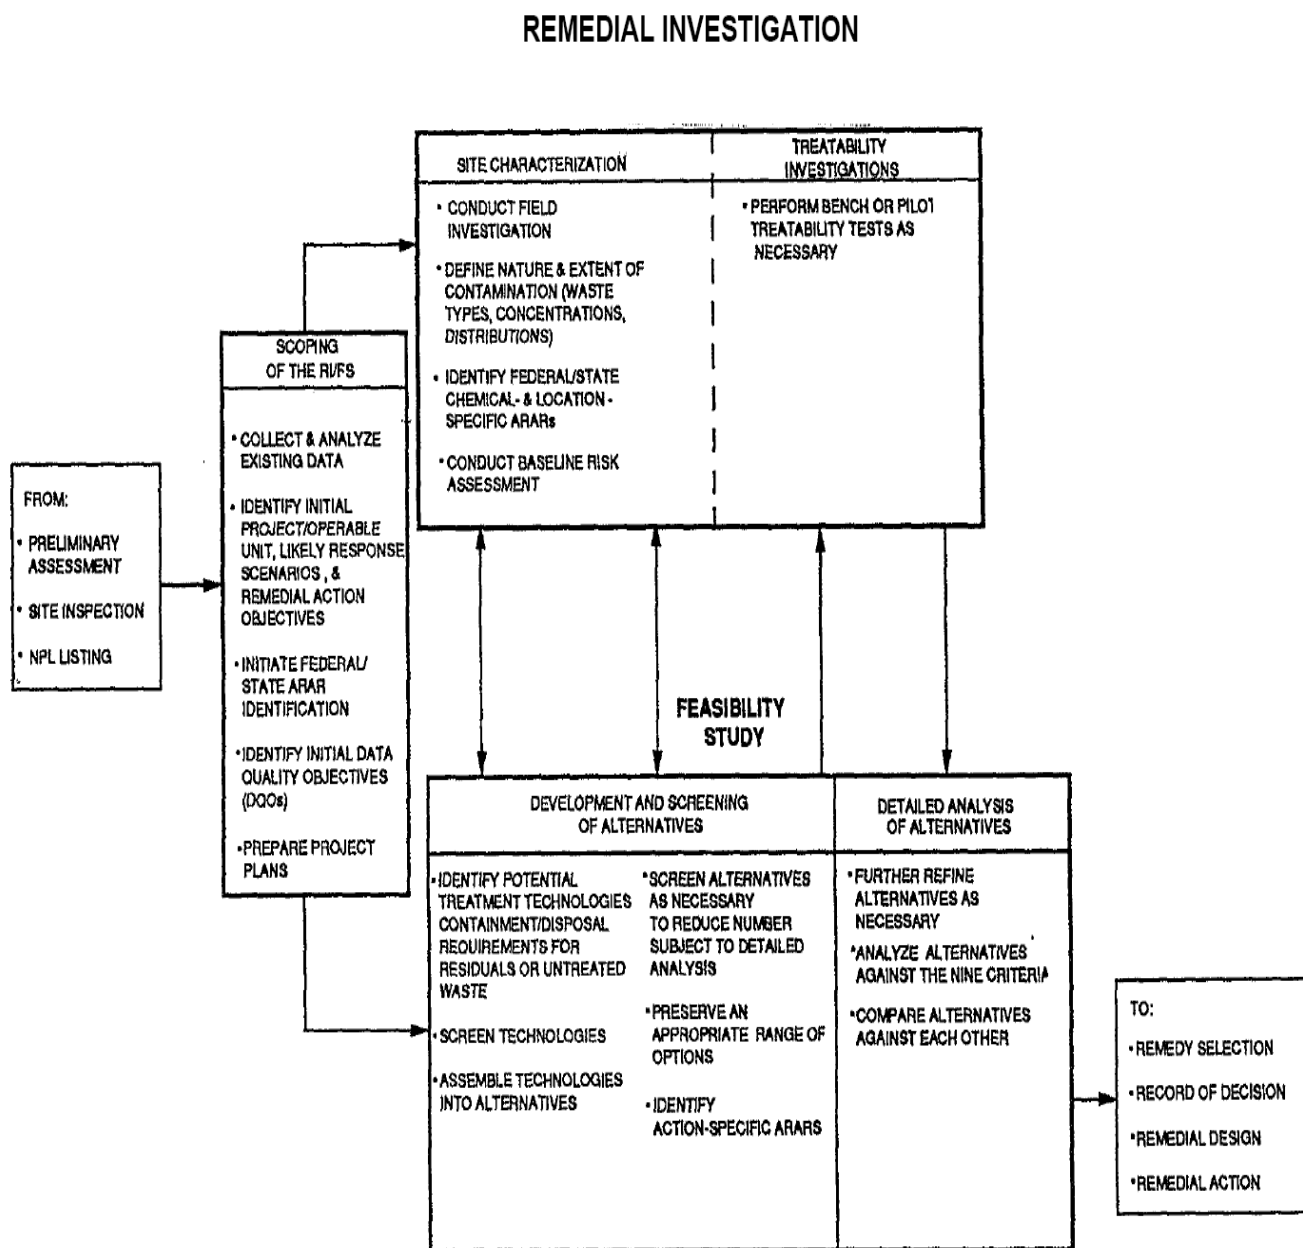 REMEDIAL INVESTIGATION
SITE CHARACTERIZATION
• CONDUCT FIELD
INVESTIGATION
• DEFINE NATURE & EXTENT OF
CONTAMINATION (WASTE
TYPES, CONCENTRATIONS,
DISTRIBUTIONS)
• IDENTIFY FEDERAL/STATE
CHEMICAL- & LOCATION -
SPECIFIC ARARs
• CONDUCT BASELINE RISK
ASSESSMENT
TREATABILITY
INVESTIGATIONS
• PERFORM BENCH OR PILOT
TREATABILITY TESTS AS
NECESSARY
SCOPING
OF THE RI/FS
• COLLECT & ANALYZE
EXISTING DATA
• IDENTIFY INITIAL
PROJECT/OPERABLE
UNIT, LIKELY RESPONSE
SCENARIOS , &
REMEDIAL ACTION
OBJECTIVES
• INITIATE FEDERAL/
STATE ARAR
IDENTIFICATION
• IDENTIFY INITIAL DATA
QUALITY OBJECTIVES
(DQOs)
• PREPARE PROJECT
PLANS
FROM:
• PRELIMINARY
ASSESSMENT
• SITE INSPECTION
• NPL LISTING
FEASIBILITY
STUDY
DEVELOPMENT AND SCREENING
OF ALTERNATIVES
• IDENTIFY POTENTIAL
TREATMENT TECHNOLOGIES
CONTAINMENT/DISPOSAL
REQUIREMENTS FOR
RESIDUALS OR UNTREATED
WASTE
• SCREEN TECHNOLOGIES
• ASSEMBLE TECHNOLOGIES
INTO ALTERNATIVES
• SCREEN ALTERNATIVES
AS NECESSARY
TO REDUCE NUMBER
SUBJECT TO DETAILED
ANALYSIS
• PRESERVE AN
APPROPRIATE RANGE OF
OPTIONS
• IDENTIFY
ACTION-SPECIFIC ARARS
DETAILED ANALYSIS
OF ALTERNATIVES
• FURTHER REFINE
ALTERNATIVES AS
NECESSARY
• ANALYZE ALTERNATIVES
AGAINST THE NINE CRITERIA
• COMPARE ALTERNATIVES
AGAINST EACH OTHER
TO:
• REMEDY SELECTION
• RECORD OF DECISION
• REMEDIAL DESIGN
• REMEDIAL ACTION